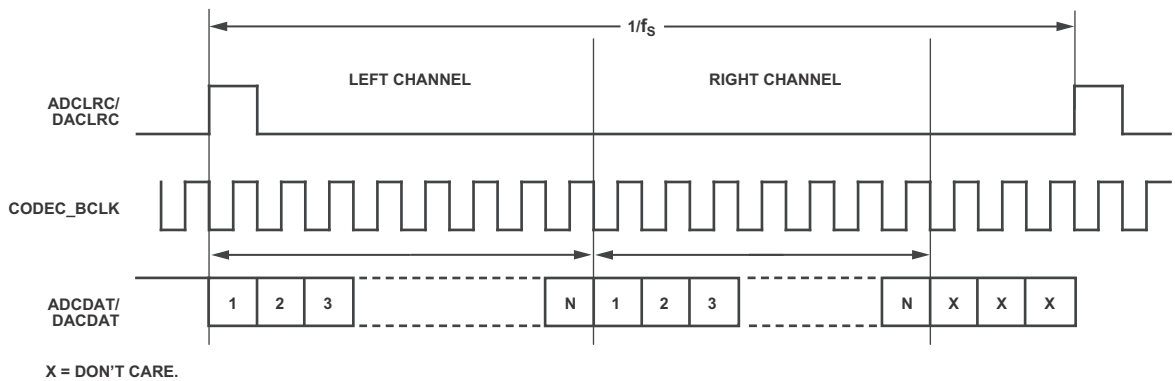 1/fS
LEFT CHANNEL
RIGHT CHANNEL
ADCLRC/
DACLRC
CODEC_BCLK
ADCDAT/
DACDAT
1 2 3 N 1 2 3 N X X X
X = DON'T CARE.